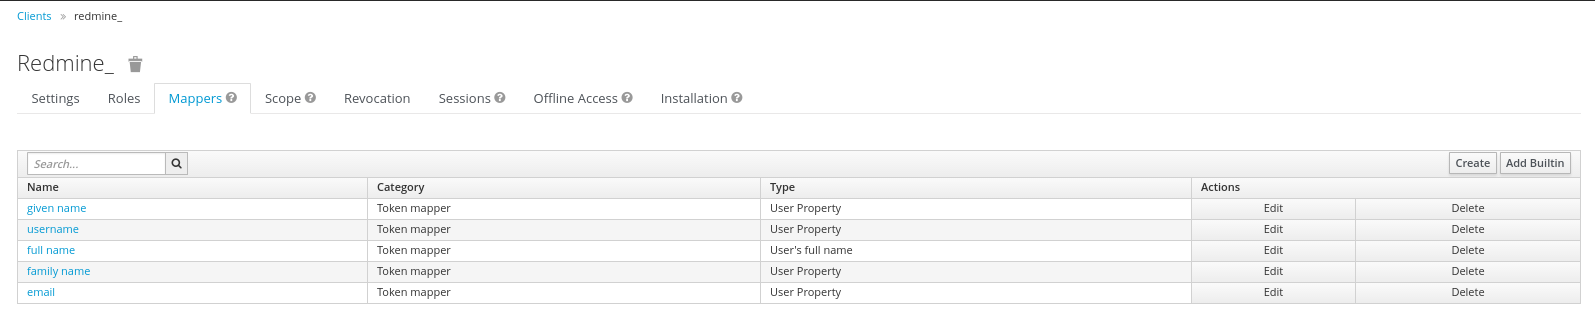 Clients » redmine_
Redmine_
Settings Roles Mappers ? Scope ? Revocation Sessions ? Offline Access ? Installation ?
Search... Create Add Builtin
Name Category Type Actions
given name Token mapper User Property Edit Delete
username Token mapper User Property Edit Delete
full name Token mapper User's full name Edit Delete
family name Token mapper User Property Edit Delete
email Token mapper User Property Edit Delete